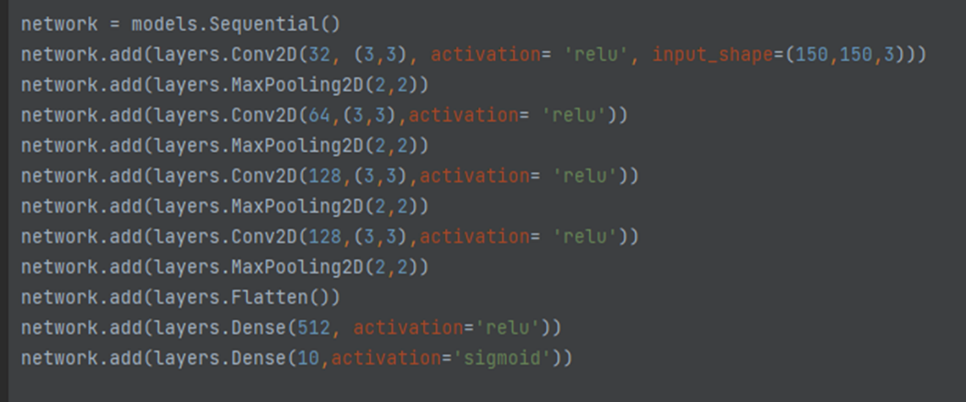 network = models.Sequential()
network.add(layers.Conv2D(32, (3,3), activation= 'relu', input_shape=(150,150,3)))
network.add(layers.MaxPooling2D(2,2))
network.add(layers.Conv2D(64,(3,3),activation= 'relu'))
network.add(layers.MaxPooling2D(2,2))
network.add(layers.Conv2D(128,(3,3),activation= 'relu'))
network.add(layers.MaxPooling2D(2,2))
network.add(layers.Conv2D(128,(3,3),activation= 'relu'))
network.add(layers.MaxPooling2D(2,2))
network.add(layers.Flatten())
network.add(layers.Dense(512, activation='relu'))
network.add(layers.Dense(10,activation='sigmoid'))